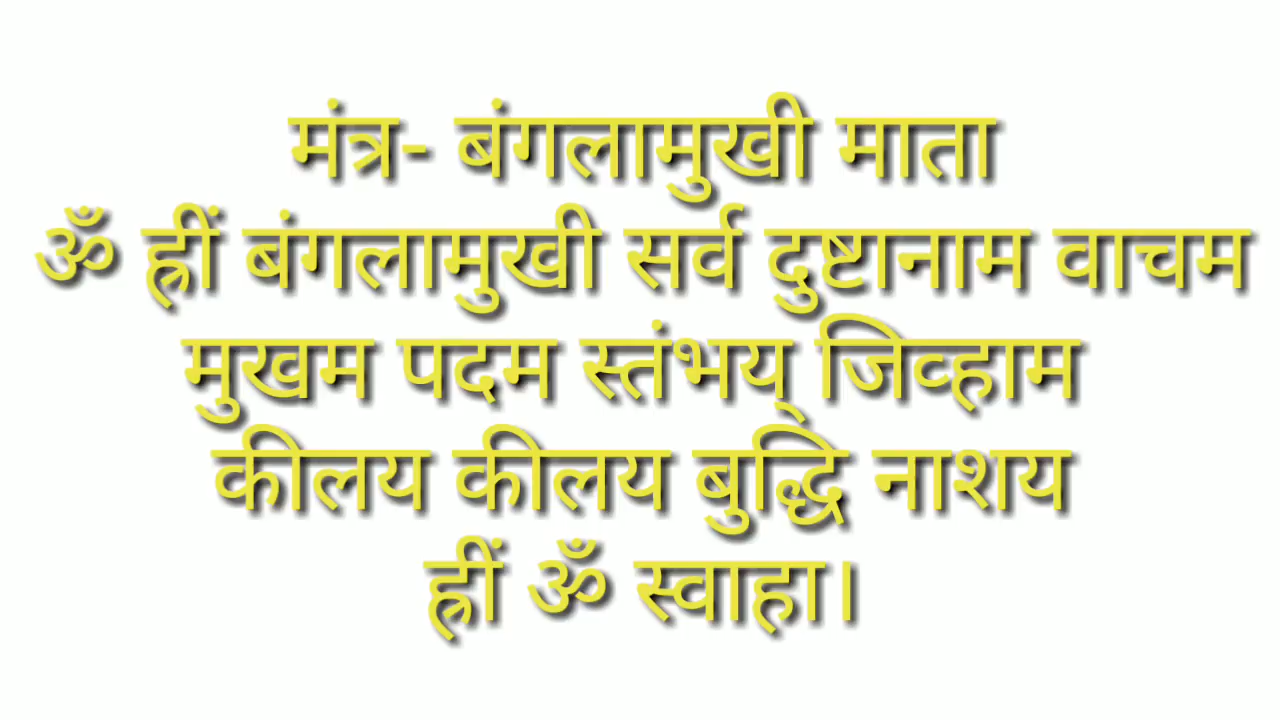 मंत्र- बंगलामुखी माता
ॐ ह्रीं बंगलामुखी सर्व दुष्टानाम वाचम
मुखम पदम स्तंभय् जिव्हाम
कीलय कीलय बुद्धि नाशय
ह्रीं ॐ स्वाहा।